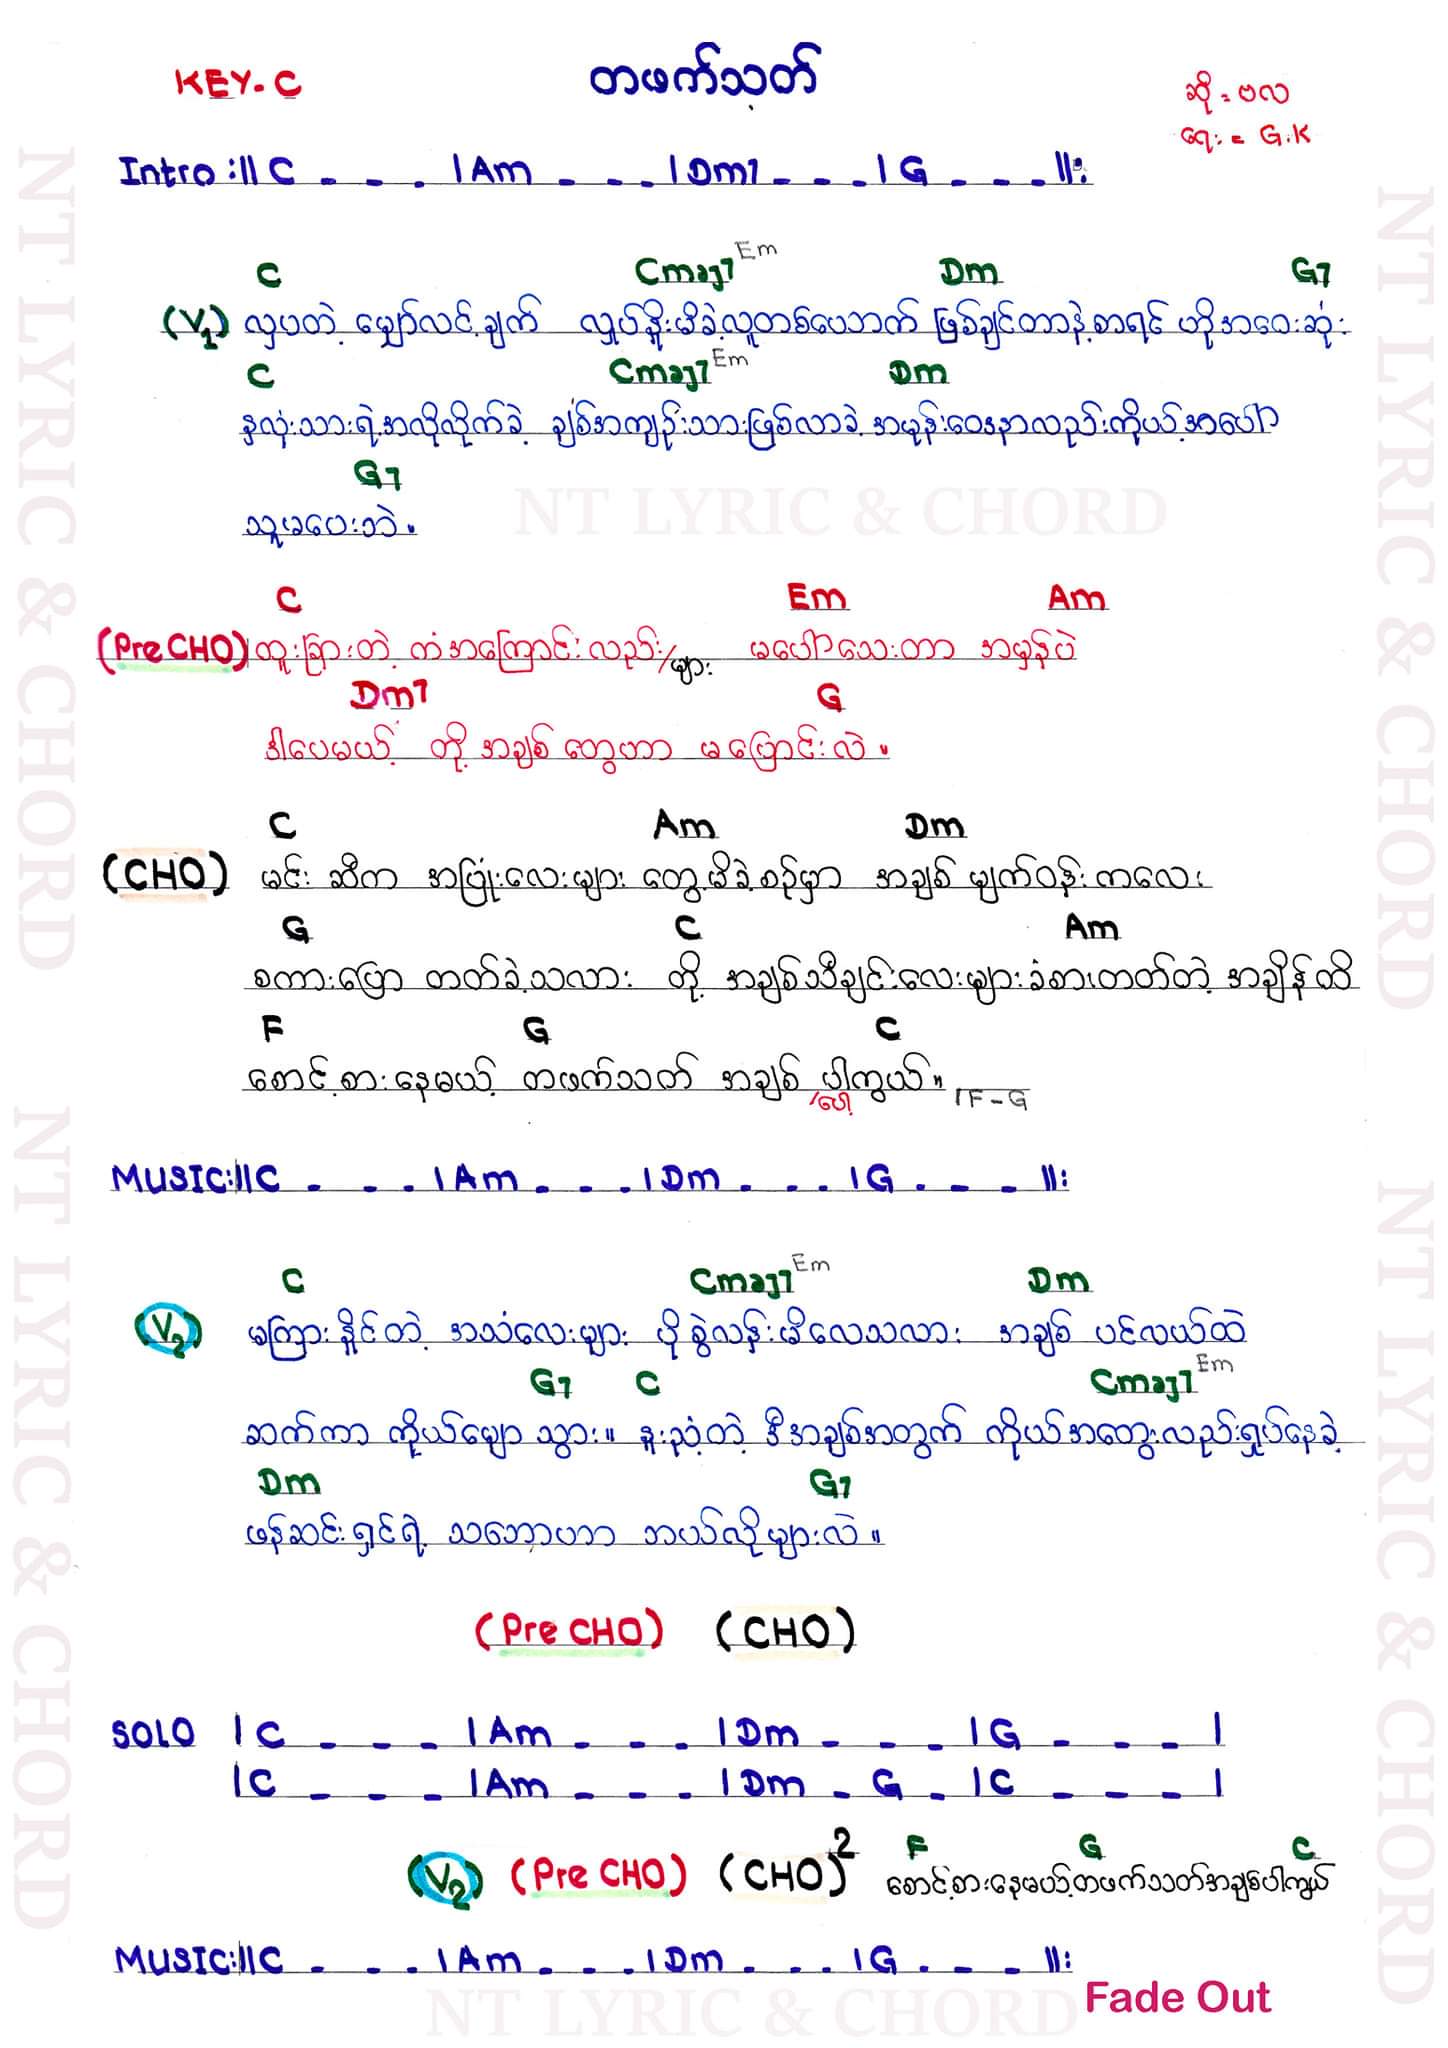 KEY. C
တဖက်သတ်
ဆို = ဗလ
ရေး = G.K
Intro :|| C - - - | Am - - - | Dm7 - - - | G - - - ||:
C Cmaj7 Em Dm G7
(V1) လှပတဲ့ မျှော်လင့်ချက် လှုပ်နှိုးမိခဲ့လူတစ်ယောက် ဖြစ်ချင်တာနဲ့စာရင် ဟိုအဝေးဆုံး
C Cmaj7 Em Dm
နှလုံးသားရဲ့အလိုလိုက်ခဲ့ ချစ်အကျဉ်းသားဖြစ်လာခဲ့ အမုန်းဝေဒနာလည်းကိုယ့်အပေါ်
G7
သူမပေးဘဲ။
C Em Am
(Pre CHO) ထူးခြားတဲ့ ကံအကြောင်းလည်း/များ မပေါ်သေးတာ အမှန်ပဲ
Dm7 G
ဒါပေမယ့် တို့အချစ်တွေဟာ မပြောင်းလဲ။
C Am Dm
(CHO) မင်း ဆီက အပြုံးလေးများ တွေ့မိခဲ့စဉ်မှာ အချစ် မျက်ဝန်းကလေး
G C Am
စကားပြော တတ်ခဲ့သလား တို့ အချစ်သီချင်းလေးများခံစားတတ်တဲ့ အချိန်ထိ
F G C
စောင့်စားနေမယ့် တဖက်သတ် အချစ် ပါကွယ်။ | F - G
/ပေါ့
MUSIC:|| C - - - | Am - - - | Dm - - - | G - - - ||:
C Cmaj7 Em Dm
V2 မကြားနိုင်တဲ့ အသံလေးများ ပိုစွဲလန်းမိလေသလား အချစ် ပင်လယ်ထဲ
G7 C Cmaj7 Em
ဆက်ကာ ကိုယ်မျောသွား။ နူးညံ့တဲ့ ဒီအချစ်အတွက် ကိုယ်အတွေးလည်းရှုပ်နေခဲ့
Dm G7
ဖန်ဆင်းရှင်ရဲ့ သဘောဟာ ဘယ်လိုများလဲ။
(Pre CHO) (CHO)
SOLO | C - - - | Am - - - | Dm - - - | G - - - |
| C - - - | Am - - - | Dm - G - | C - - - |
F G C
(V2) (Pre CHO) (CHO)2 စောင့်စားနေမယ့်တဖက်သတ်အချစ်ပါကွယ်
MUSIC:|| C - - - | Am - - - | Dm - - - | G - - - ||:
Fade Out
NT LYRIC & CHORD
NT LYRIC & CHORD
NT LYRIC & CHORD
NT LYRIC & CHORD
NT LYRIC & CHORD
NT LYRIC & CHORD